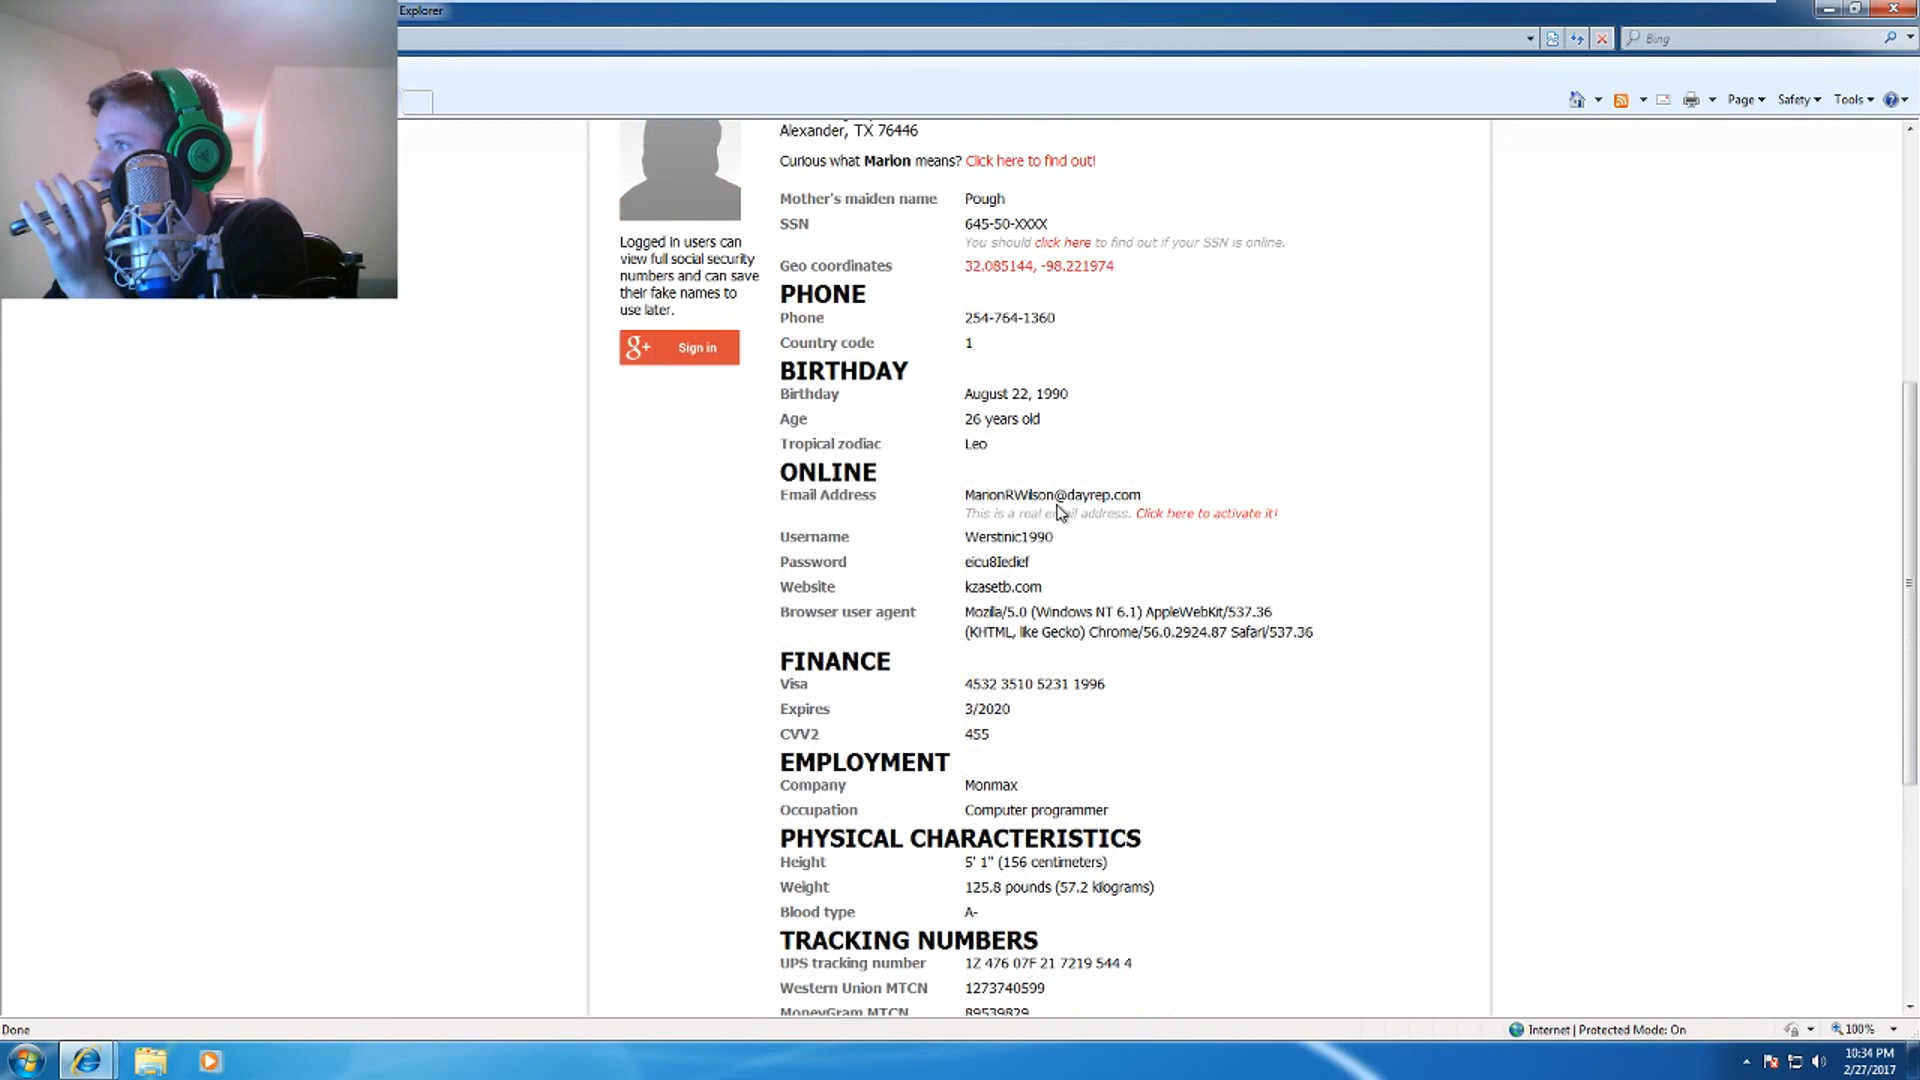 Explorer
Bing
Page
Safety
Tools
Alexander, TX 76446
Curious what Marion means? Click here to find out!
Mother's maiden name Pough
SSN 645-50-XXXX
You should click here to find out if your SSN is online.
Geo coordinates 32.085144, -98.221974
Logged in users can
view full social security
numbers and can save
their fake names to
use later.
g+ Sign in
PHONE
Phone 254-764-1360
Country code 1
BIRTHDAY
Birthday August 22, 1990
Age 26 years old
Tropical zodiac Leo
ONLINE
Email Address MarionRWilson@dayrep.com
This is a real email address. Click here to activate it!
Username Werstinic1990
Password eicu8Iedief
Website kzasetb.com
Browser user agent Mozilla/5.0 (Windows NT 6.1) AppleWebKit/537.36
(KHTML, like Gecko) Chrome/56.0.2924.87 Safari/537.36
FINANCE
Visa 4532 3510 5231 1996
Expires 3/2020
CVV2 455
EMPLOYMENT
Company Monmax
Occupation Computer programmer
PHYSICAL CHARACTERISTICS
Height 5' 1" (156 centimeters)
Weight 125.8 pounds (57.2 kilograms)
Blood type A-
TRACKING NUMBERS
UPS tracking number 1Z 476 07F 21 7219 544 4
Western Union MTCN 1273740599
MoneyGram MTCN 89539829
Done
Internet | Protected Mode: On
100%
10:34 PM
2/27/2017